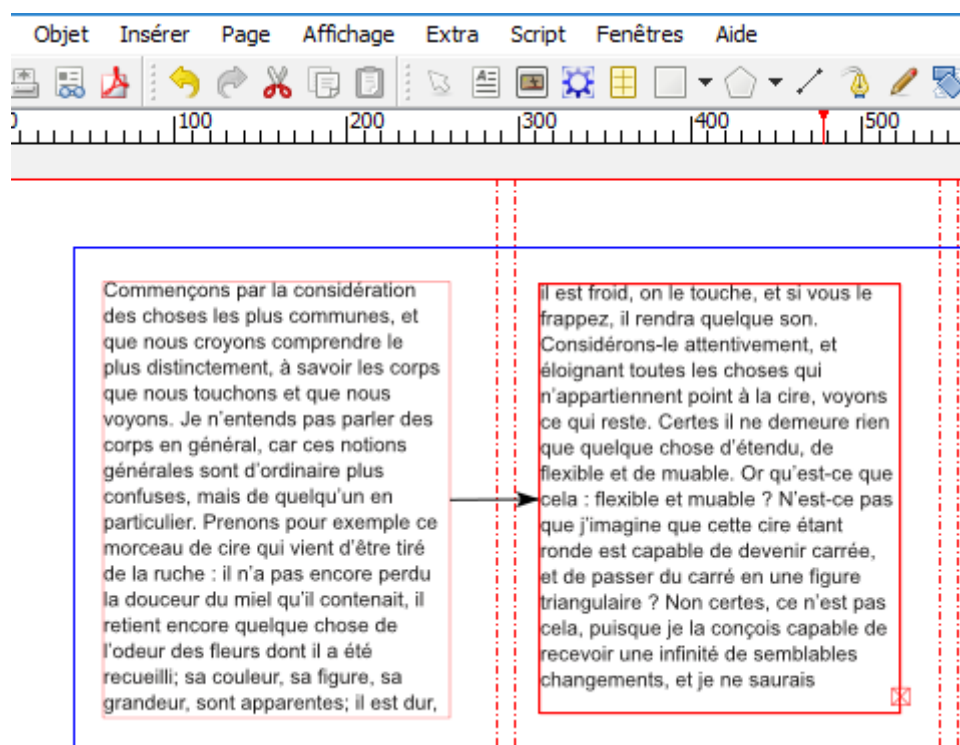 Objet Insérer Page Affichage Extra Script Fenêtres Aide
100 200 300 400 500
Commençons par la considération
des choses les plus communes, et
que nous croyons comprendre le
plus distinctement, à savoir les corps
que nous touchons et que nous
voyons. Je n'entends pas parler des
corps en général, car ces notions
générales sont d'ordinaire plus
confuses, mais de quelqu'un en
particulier. Prenons pour exemple ce
morceau de cire qui vient d'être tiré
de la ruche : il n'a pas encore perdu
la douceur du miel qu'il contenait, il
retient encore quelque chose de
l'odeur des fleurs dont il a été
recueilli; sa couleur, sa figure, sa
grandeur, sont apparentes; il est dur,
il est froid, on le touche, et si vous le
frappez, il rendra quelque son.
Considérons-le attentivement, et
éloignant toutes les choses qui
n'appartiennent point à la cire, voyons
ce qui reste. Certes il ne demeure rien
que quelque chose d'étendu, de
flexible et de muable. Or qu'est-ce que
cela : flexible et muable ? N'est-ce pas
que j'imagine que cette cire étant
ronde est capable de devenir carrée,
et de passer du carré en une figure
triangulaire ? Non certes, ce n'est pas
cela, puisque je la conçois capable de
recevoir une infinité de semblables
changements, et je ne saurais